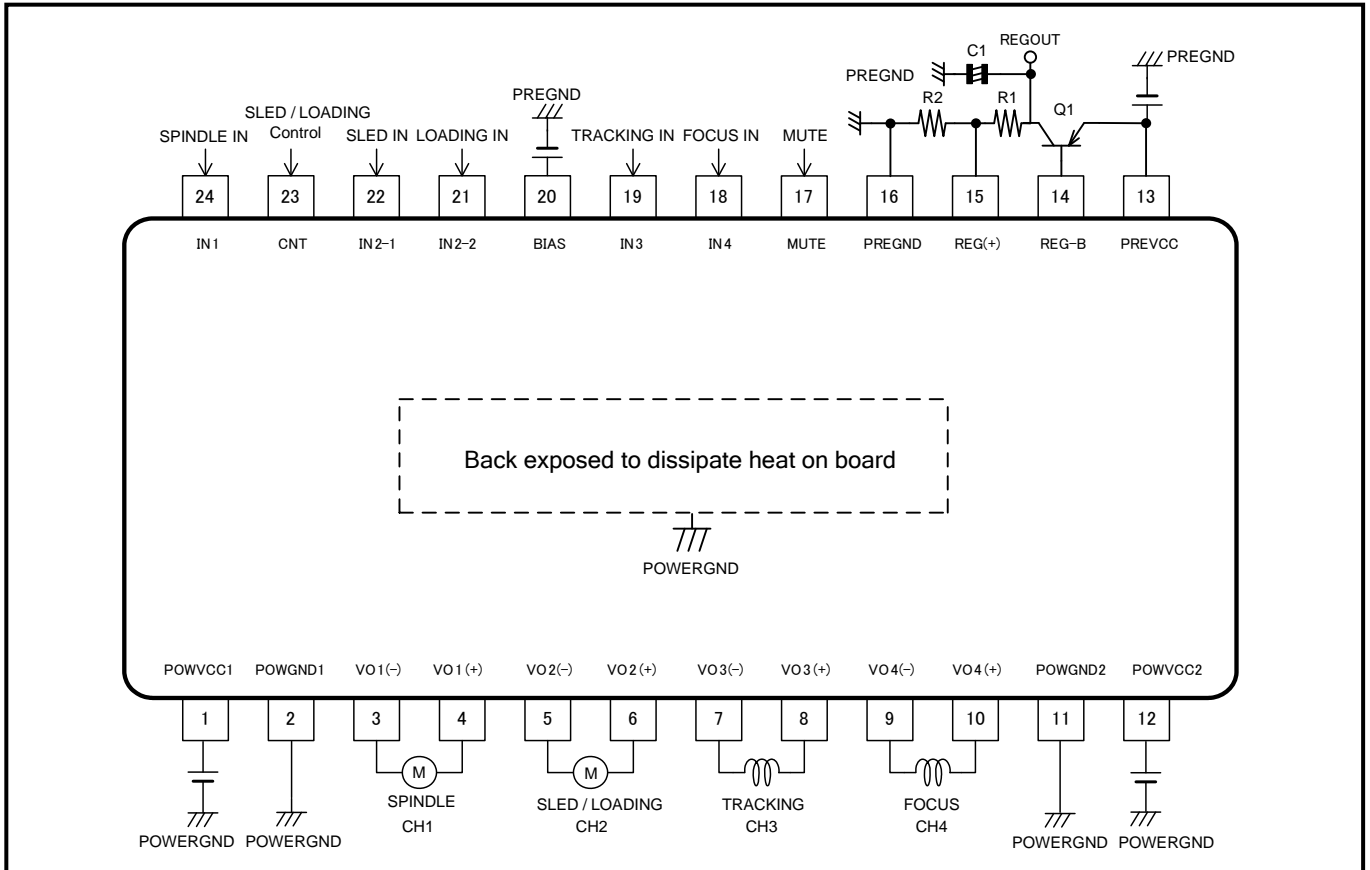 C1
REGOUT
PREGND
PREGND
R2
R1
Q1
PREGND
SPINDLE IN
SLED / LOADING
Control
SLED IN
LOADING IN
TRACKING IN
FOCUS IN
MUTE
24
23
22
21
20
19
18
17
16
15
14
13
IN1
CNT
IN2-1
IN2-2
BIAS
IN3
IN4
MUTE
PREGND
REG(+)
REG-B
PREVCC
Back exposed to dissipate heat on board
POWERGND
POWVCC1
POWGND1
VO1(-)
VO1(+)
VO2(-)
VO2(+)
VO3(-)
VO3(+)
VO4(-)
VO4(+)
POWGND2
POWVCC2
1
2
3
4
5
6
7
8
9
10
11
12
M
M
SPINDLE
CH1
SLED / LOADING
CH2
TRACKING
CH3
FOCUS
CH4
POWERGND
POWERGND
POWERGND
POWERGND